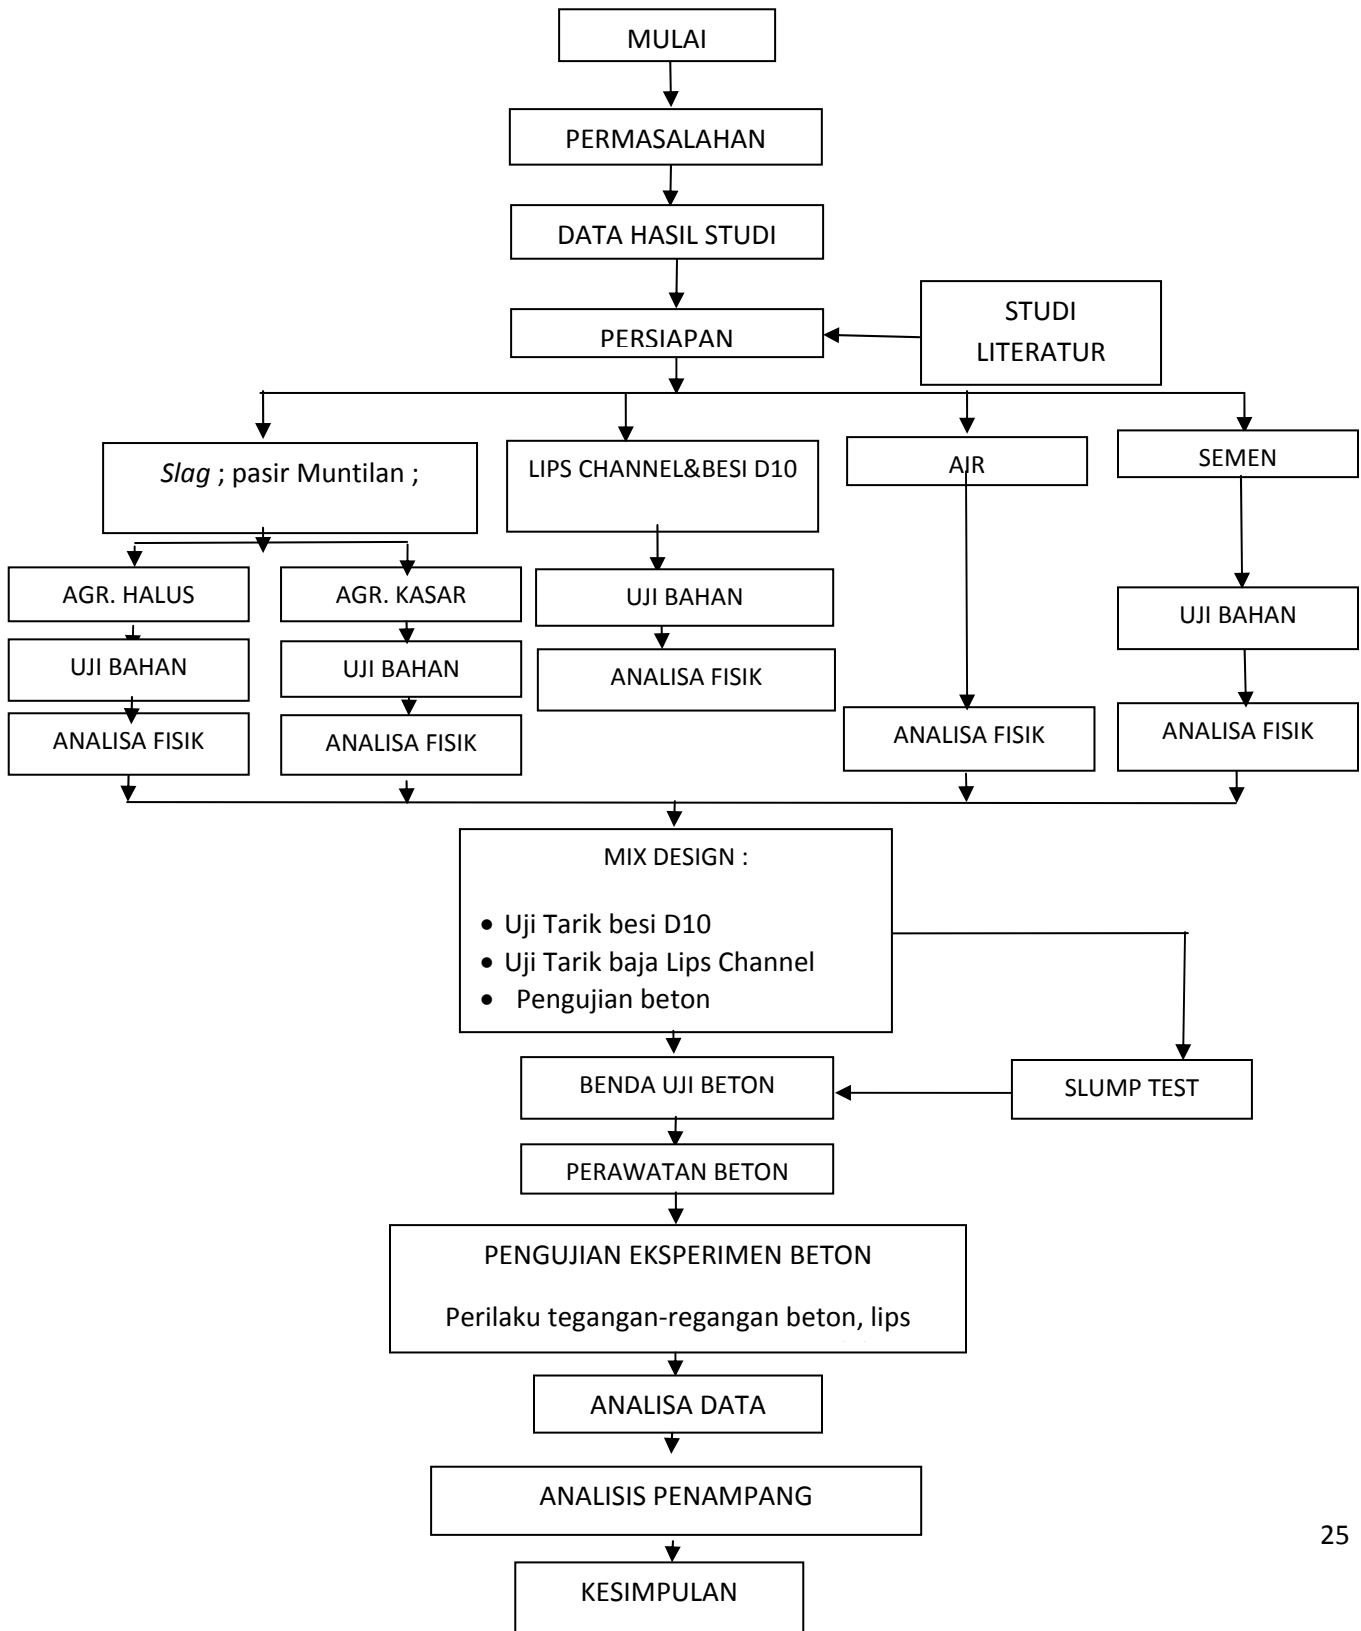 MULAI
PERMASALAHAN
DATA HASIL STUDI
PERSIAPAN
STUDI
LITERATUR
Slag ; pasir Muntilan ;
LIPS CHANNEL&BESI D10
AIR
SEMEN
AGR. HALUS
AGR. KASAR
UJI BAHAN
UJI BAHAN
UJI BAHAN
UJI BAHAN
ANALISA FISIK
ANALISA FISIK
ANALISA FISIK
ANALISA FISIK
ANALISA FISIK
MIX DESIGN :
• Uji Tarik besi D10
• Uji Tarik baja Lips Channel
• Pengujian beton
BENDA UJI BETON
SLUMP TEST
PERAWATAN BETON
PENGUJIAN EKSPERIMEN BETON
Perilaku tegangan-regangan beton, lips
ANALISA DATA
ANALISIS PENAMPANG
25
KESIMPULAN